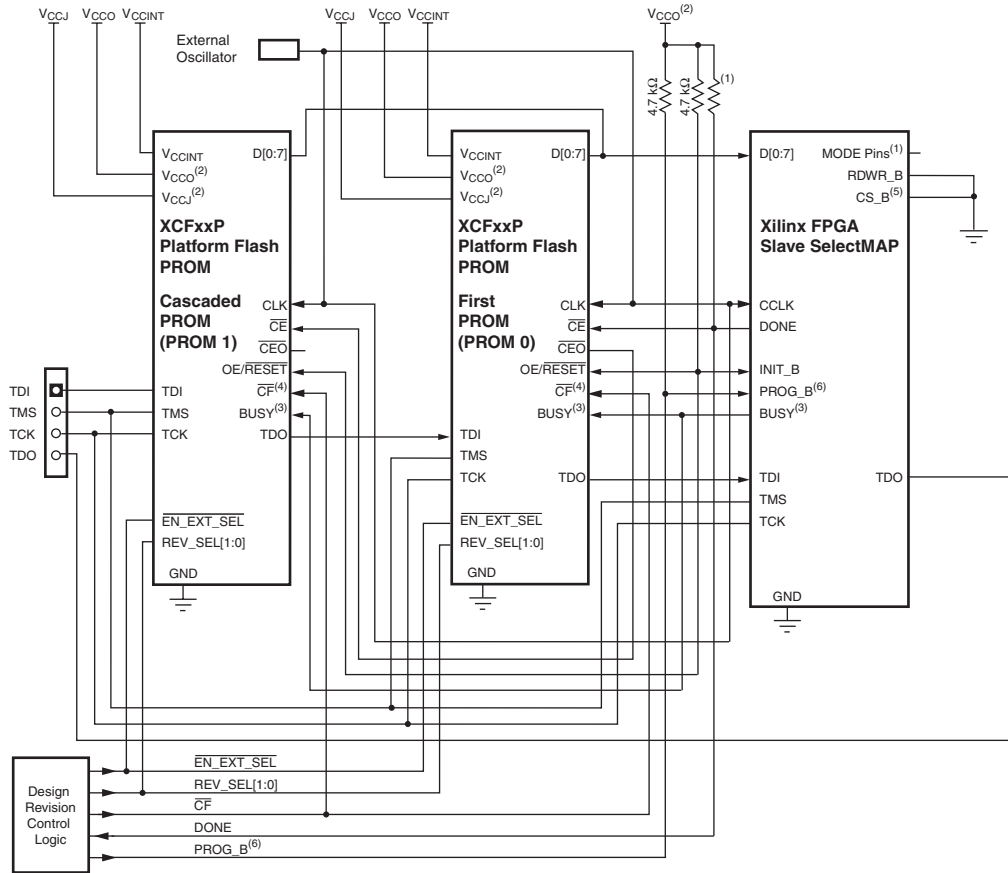 VCCJ VCCO VCCINT
External
Oscillator
VCCJ VCCO VCCINT
VCCO(2)
4.7 kΩ
4.7 kΩ
(1)
VCCINT
VCCO(2)
VCCJ(2)
D[0:7]
XCFxxP
Platform Flash
PROM
Cascaded
PROM
(PROM 1)
CLK
CE
CEO
OE/RESET
CF(4)
BUSY(3)
TDO
TDI
TMS
TCK
EN_EXT_SEL
REV_SEL[1:0]
GND
VCCINT
VCCO(2)
VCCJ(2)
D[0:7]
XCFxxP
Platform Flash
PROM
First
PROM
(PROM 0)
CLK
CE
CEO
OE/RESET
CF(4)
BUSY(3)
TDI
TMS
TCK
TDO
EN_EXT_SEL
REV_SEL[1:0]
GND
D[0:7]
MODE Pins(1)
RDWR_B
CS_B(5)
Xilinx FPGA
Slave SelectMAP
CCLK
DONE
INIT_B
PROG_B(6)
BUSY(3)
TDI
TMS
TCK
TDO
GND
TDI
TMS
TCK
TDO
Design
Revision
Control
Logic
EN_EXT_SEL
REV_SEL[1:0]
CF
DONE
PROG_B(6)